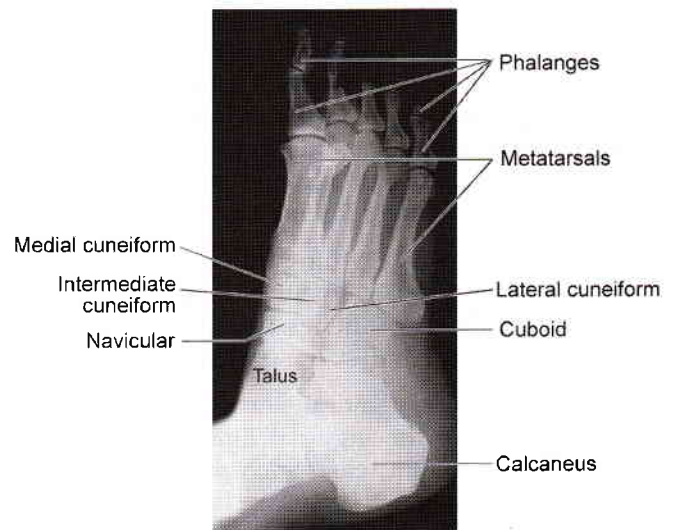 Phalanges
Metatarsals
Medial cuneiform
Intermediate
cuneiform
Lateral cuneiform
Navicular
Cuboid
Talus
Calcaneus